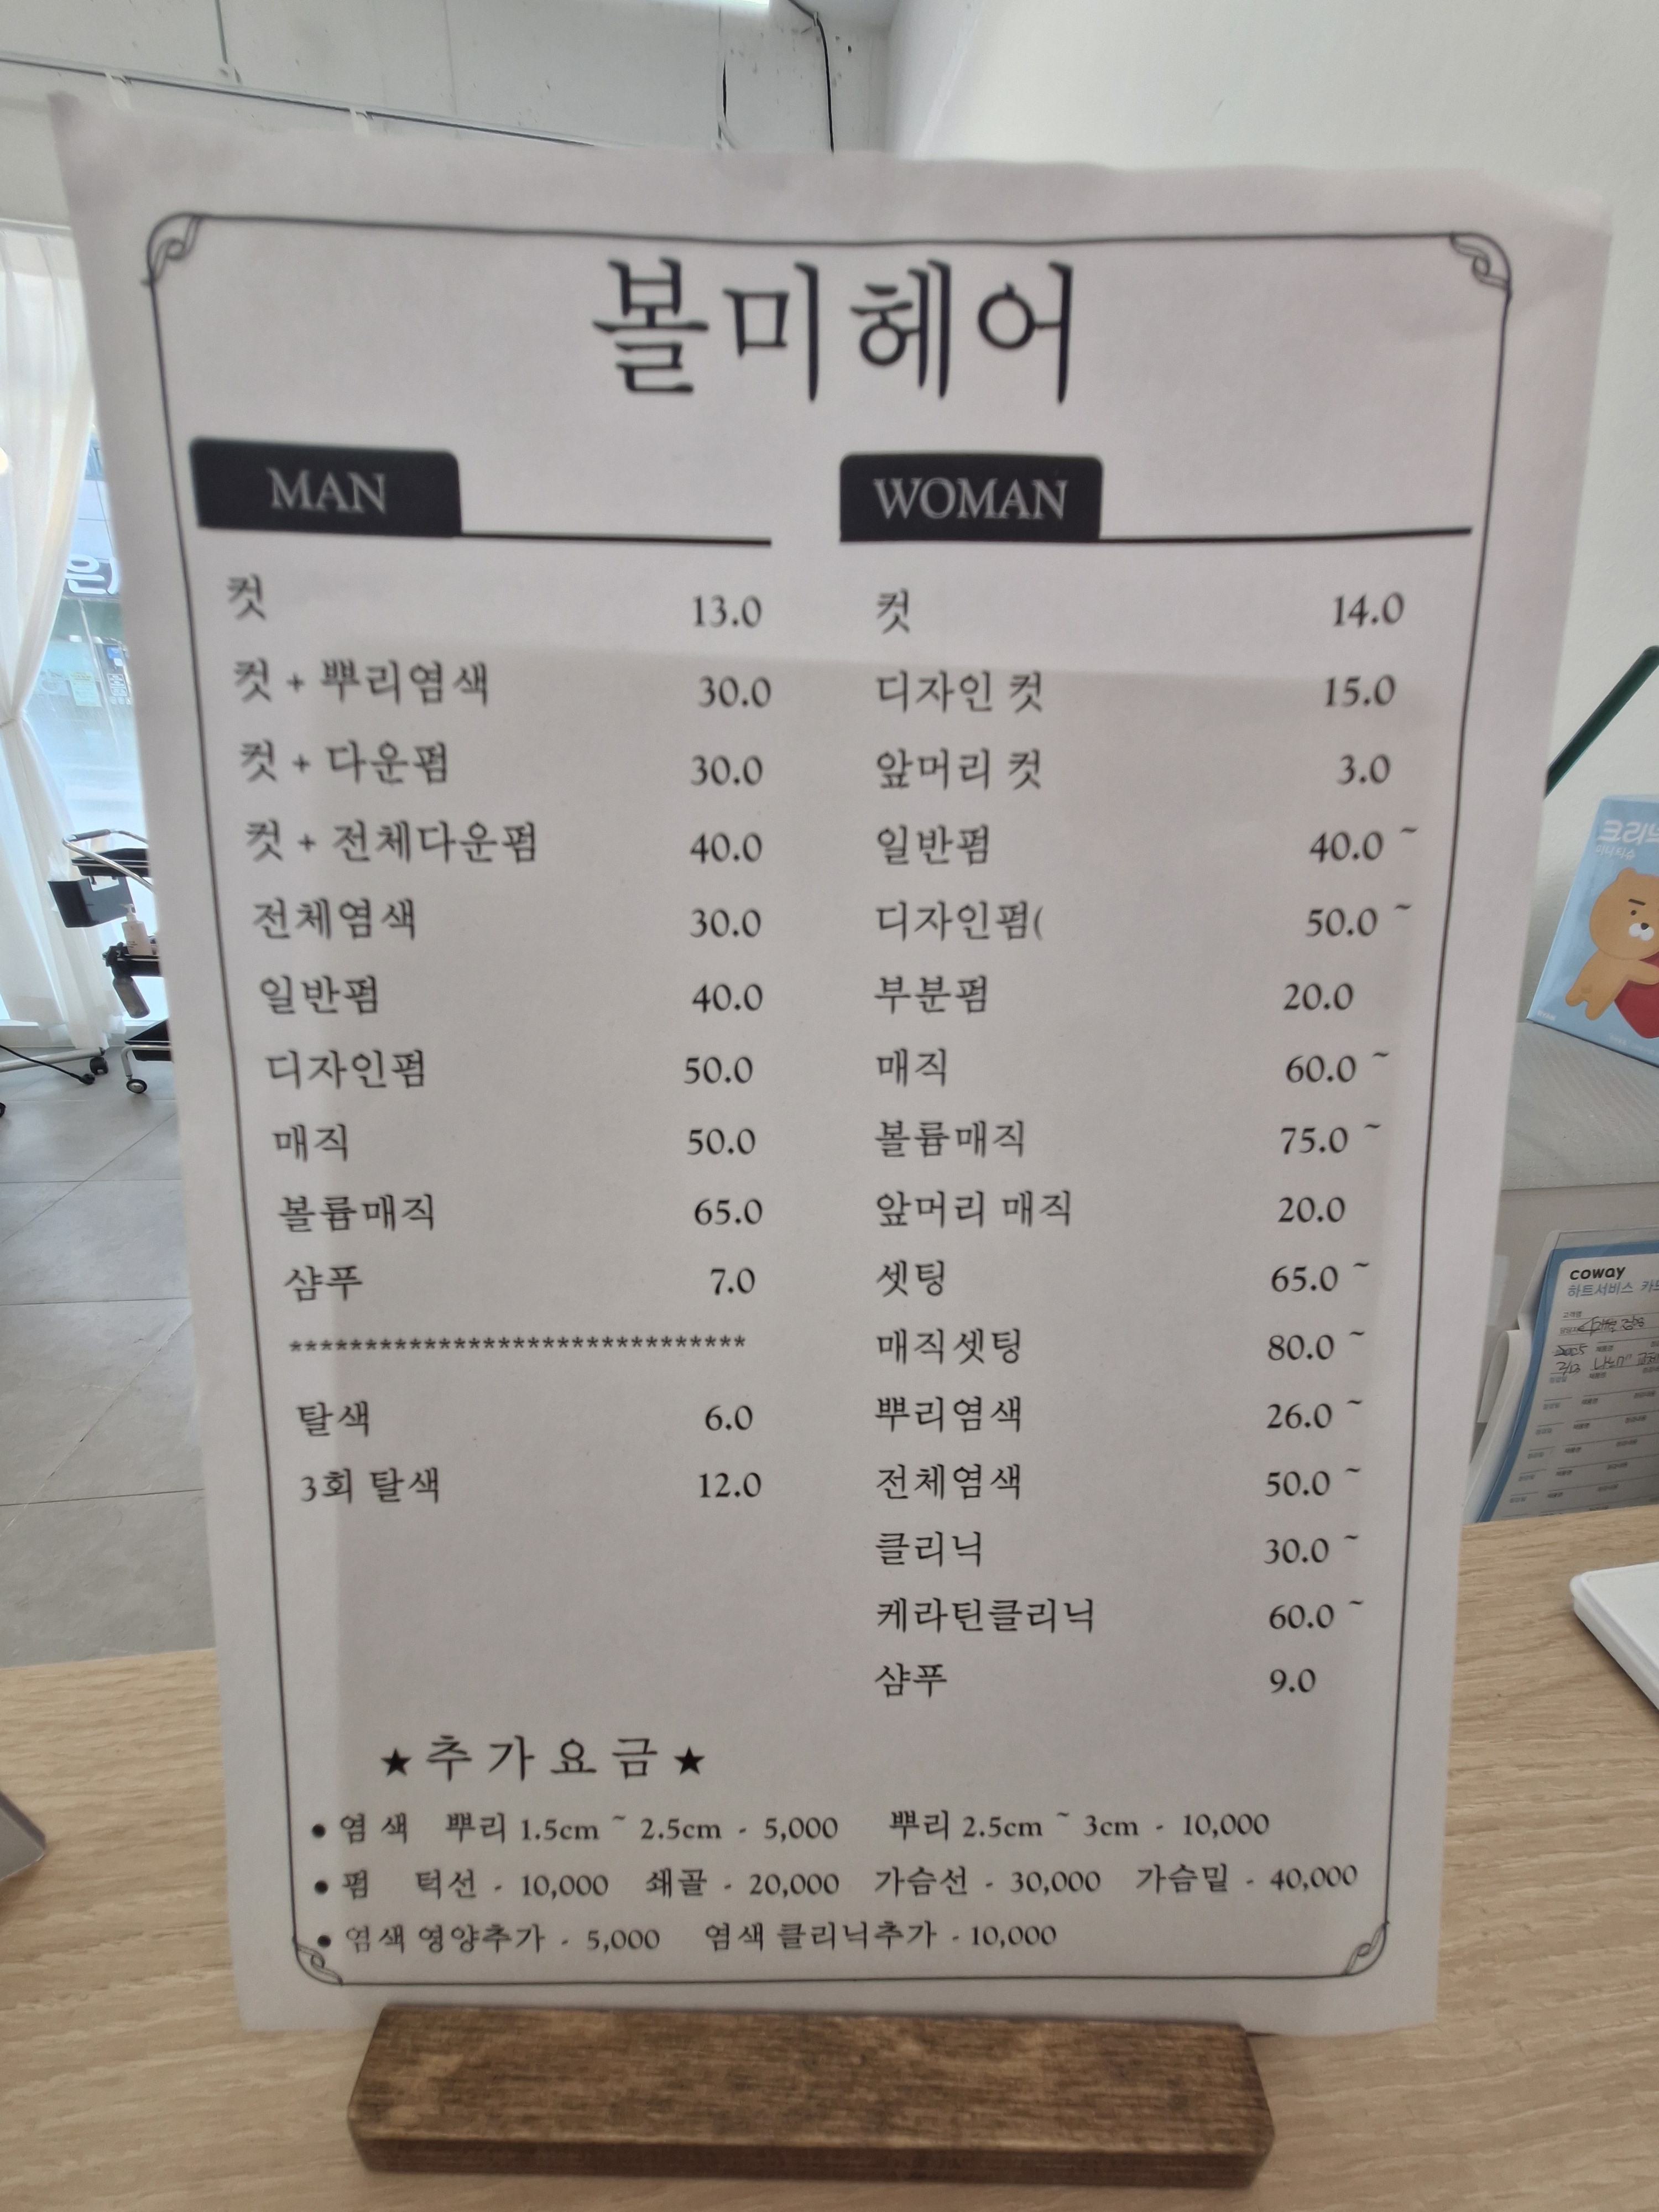 볼미헤어
MAN
컷 13.0
컷 + 뿌리염색 30.0
컷 + 다운펌 30.0
컷 + 전체다운펌 40.0
전체염색 30.0
일반펌 40.0
디자인펌 50.0
매직 50.0
볼륨매직 65.0
샴푸 7.0
*******************************
탈색 6.0
3회 탈색 12.0
WOMAN
컷 14.0
디자인 컷 15.0
앞머리 컷 3.0
일반펌 40.0 ~
디자인펌( 50.0 ~
부분펌 20.0
매직 60.0 ~
볼륨매직 75.0 ~
앞머리 매직 20.0
셋팅 65.0 ~
매직셋팅 80.0 ~
뿌리염색 26.0 ~
전체염색 50.0 ~
클리닉 30.0 ~
케라틴클리닉 60.0 ~
샴푸 9.0
★ 추 가 요 금 ★
• 염 색 뿌리 1.5cm ~ 2.5cm - 5,000 뿌리 2.5cm ~ 3cm - 10,000
• 펌 턱선 - 10,000 쇄골 - 20,000 가슴선 - 30,000 가슴밑 - 40,000
• 염색 영양추가 - 5,000 염색 클리닉추가 - 10,000
coway
하트서비스